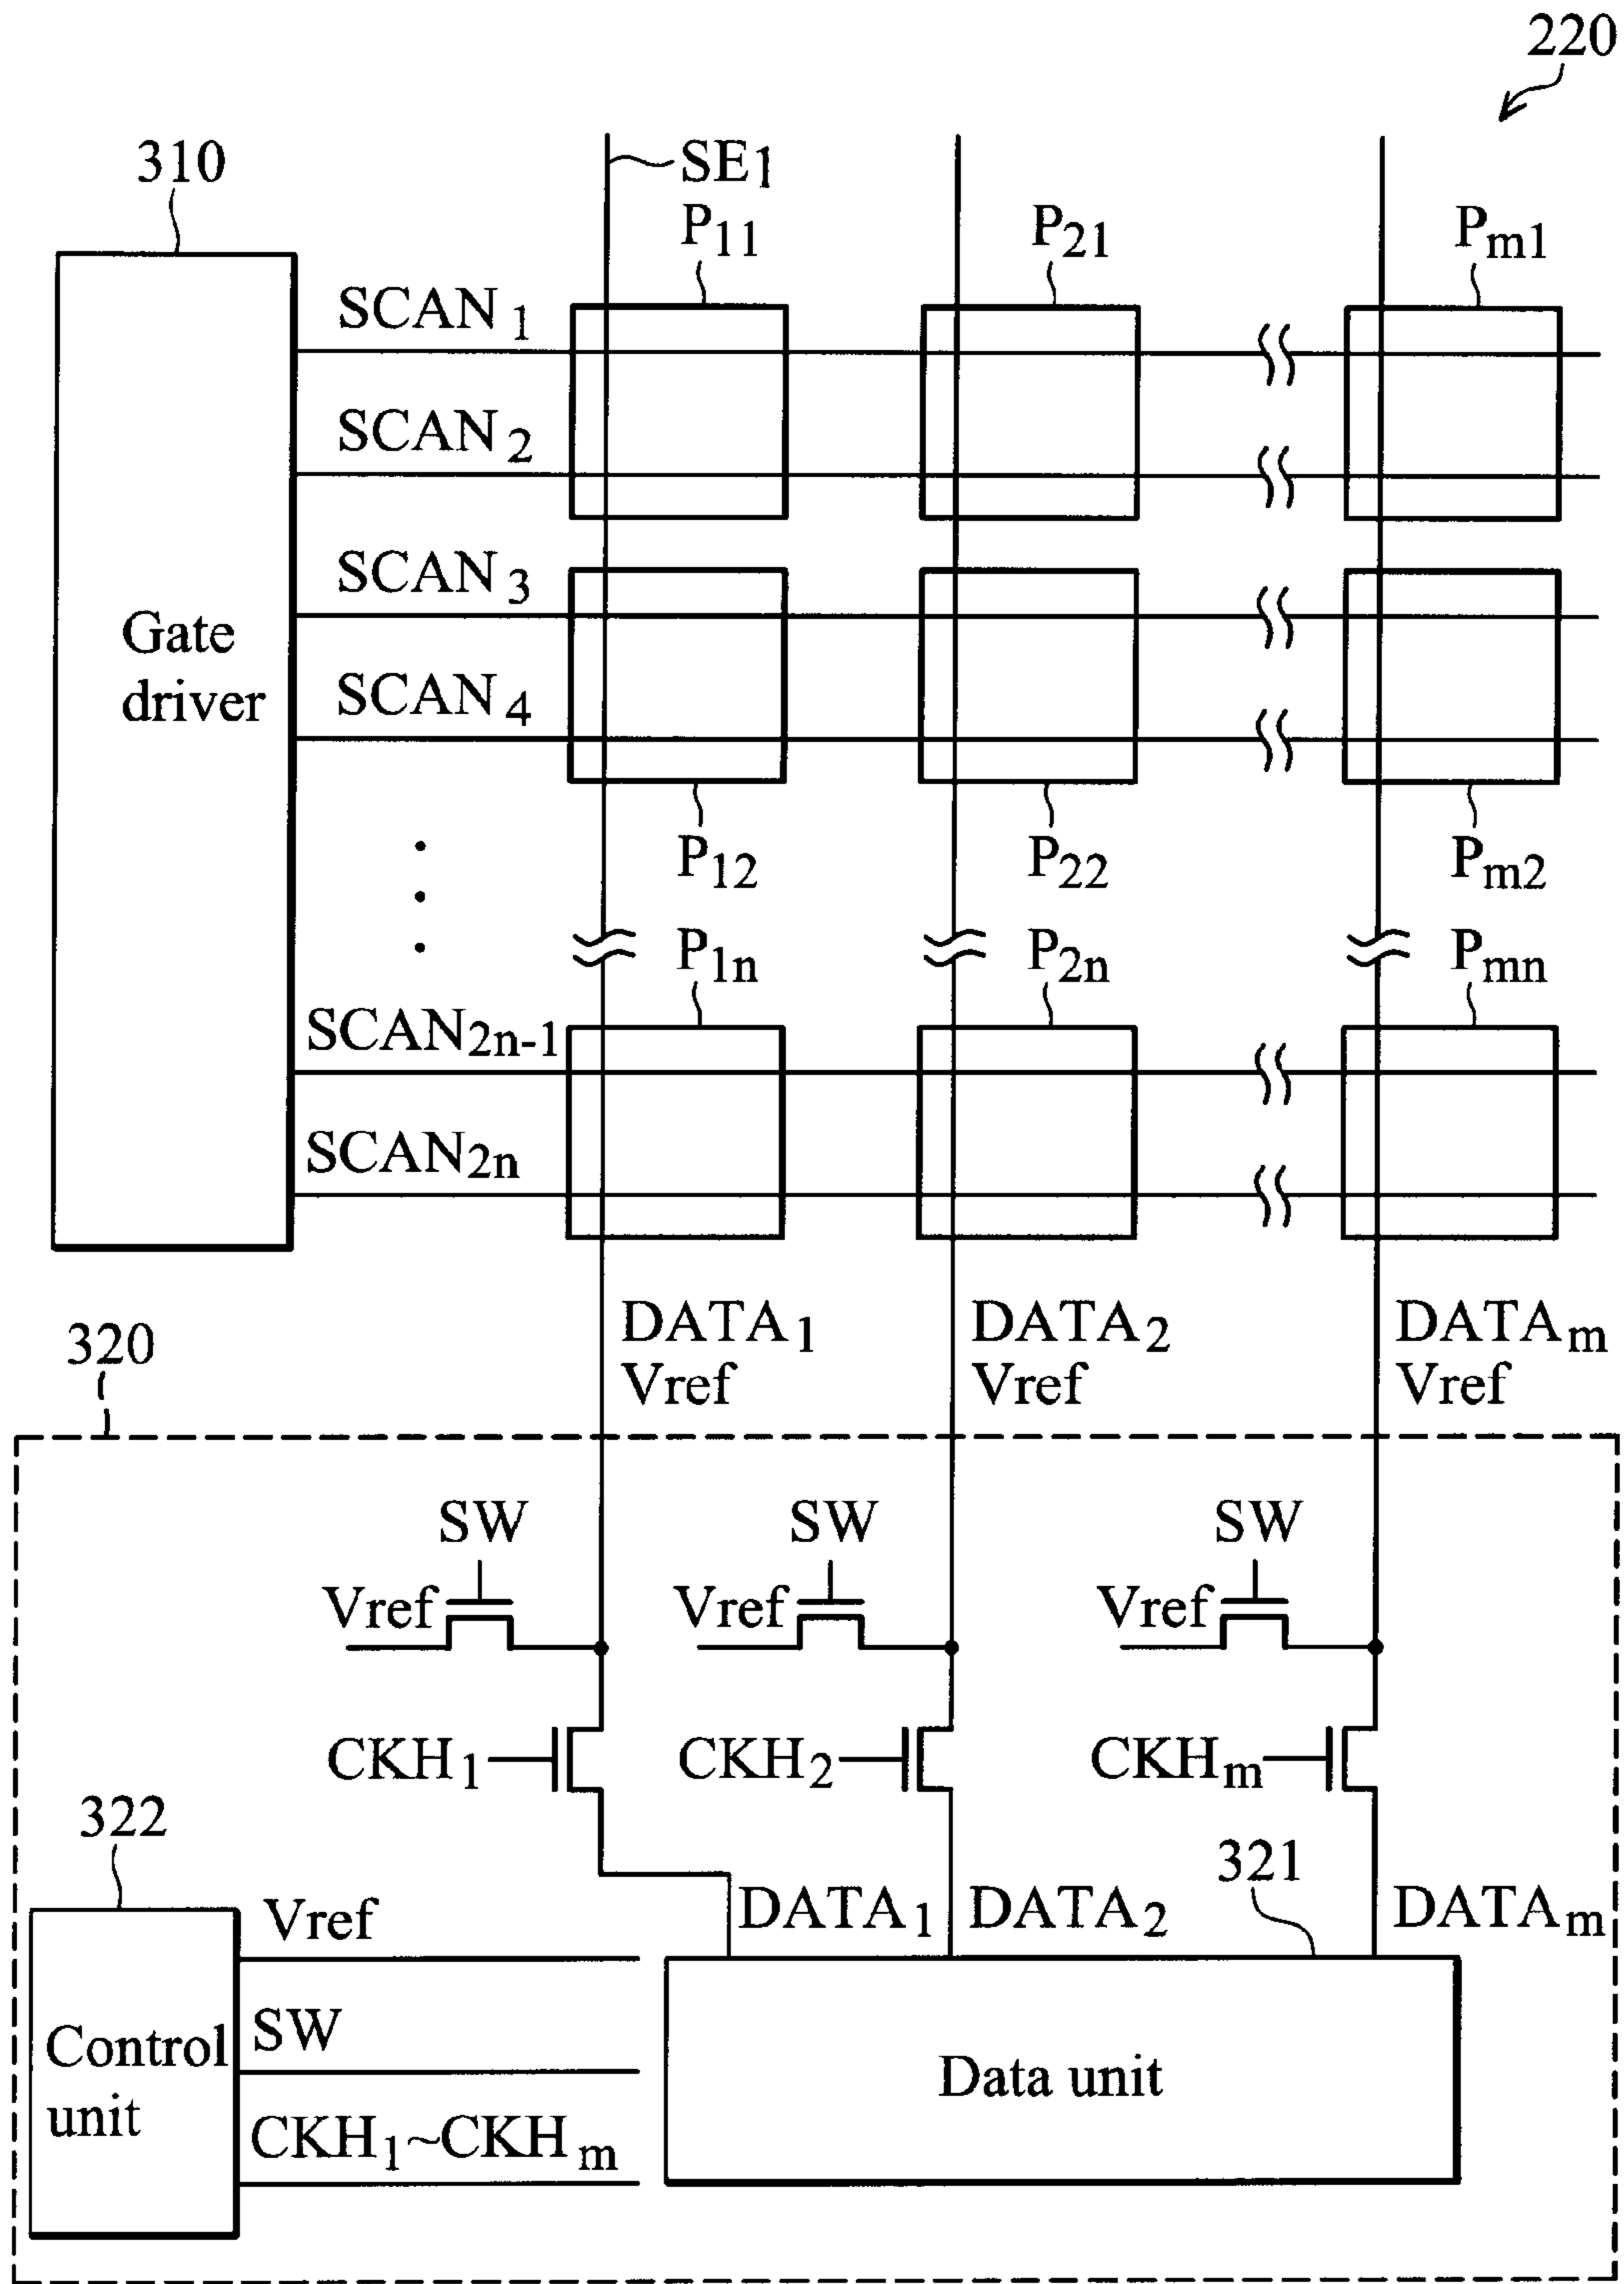 220
310
SE1
P11 P21 Pm1
SCAN1
SCAN2
SCAN3
Gate
driver
SCAN4
P12 P22 Pm2
P1n P2n Pmn
SCAN2n-1
SCAN2n
320
DATA1 DATA2 DATAm
Vref Vref Vref
SW SW SW
Vref Vref Vref
CKH1 CKH2 CKHm
322
321
Vref
DATA1 DATA2 DATAm
Control
unit
SW
Data unit
CKH1~CKHm